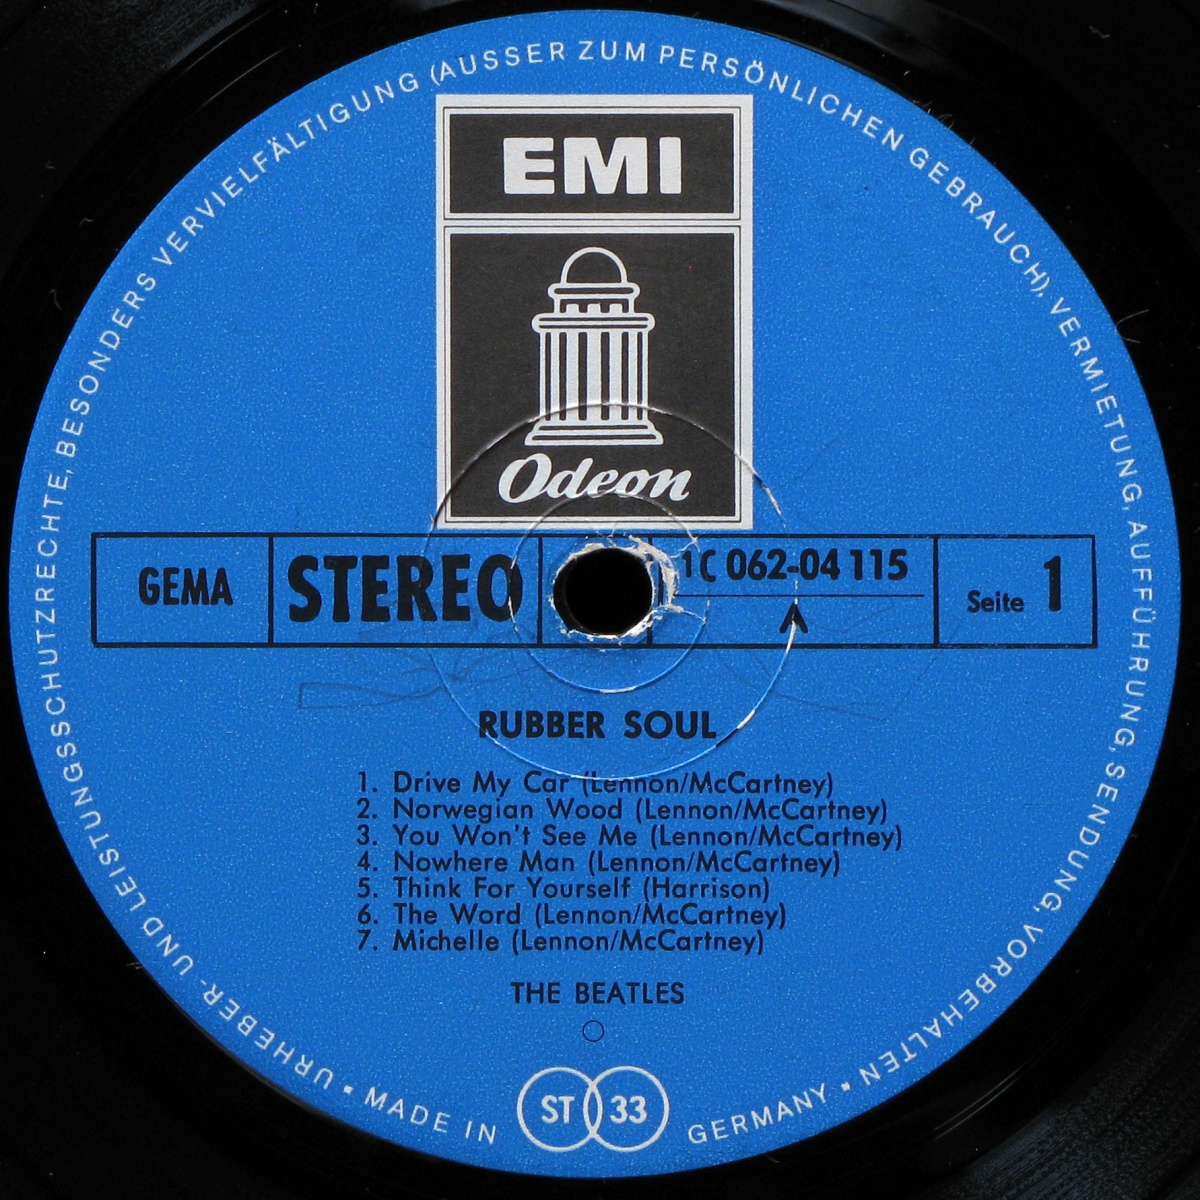 URHEBER- UND LEISTUNGSSCHUTZRECHTE, BESONDERS VERVIELFÄLTIGUNG (AUSSER ZUM PERSÖNLICHEN GEBRAUCH), VERMIETUNG, AUFFÜHRUNG, SENDUNG, VORBEHALTEN
EMI
Odeon
GEMA
STEREO
1C 062-04 115
Seite 1
RUBBER SOUL
1. Drive My Car (Lennon/McCartney)
2. Norwegian Wood (Lennon/McCartney)
3. You Won't See Me (Lennon/McCartney)
4. Nowhere Man (Lennon/McCartney)
5. Think For Yourself (Harrison)
6. The Word (Lennon/McCartney)
7. Michelle (Lennon/McCartney)
THE BEATLES
ST 33
▪ MADE IN GERMANY ▪